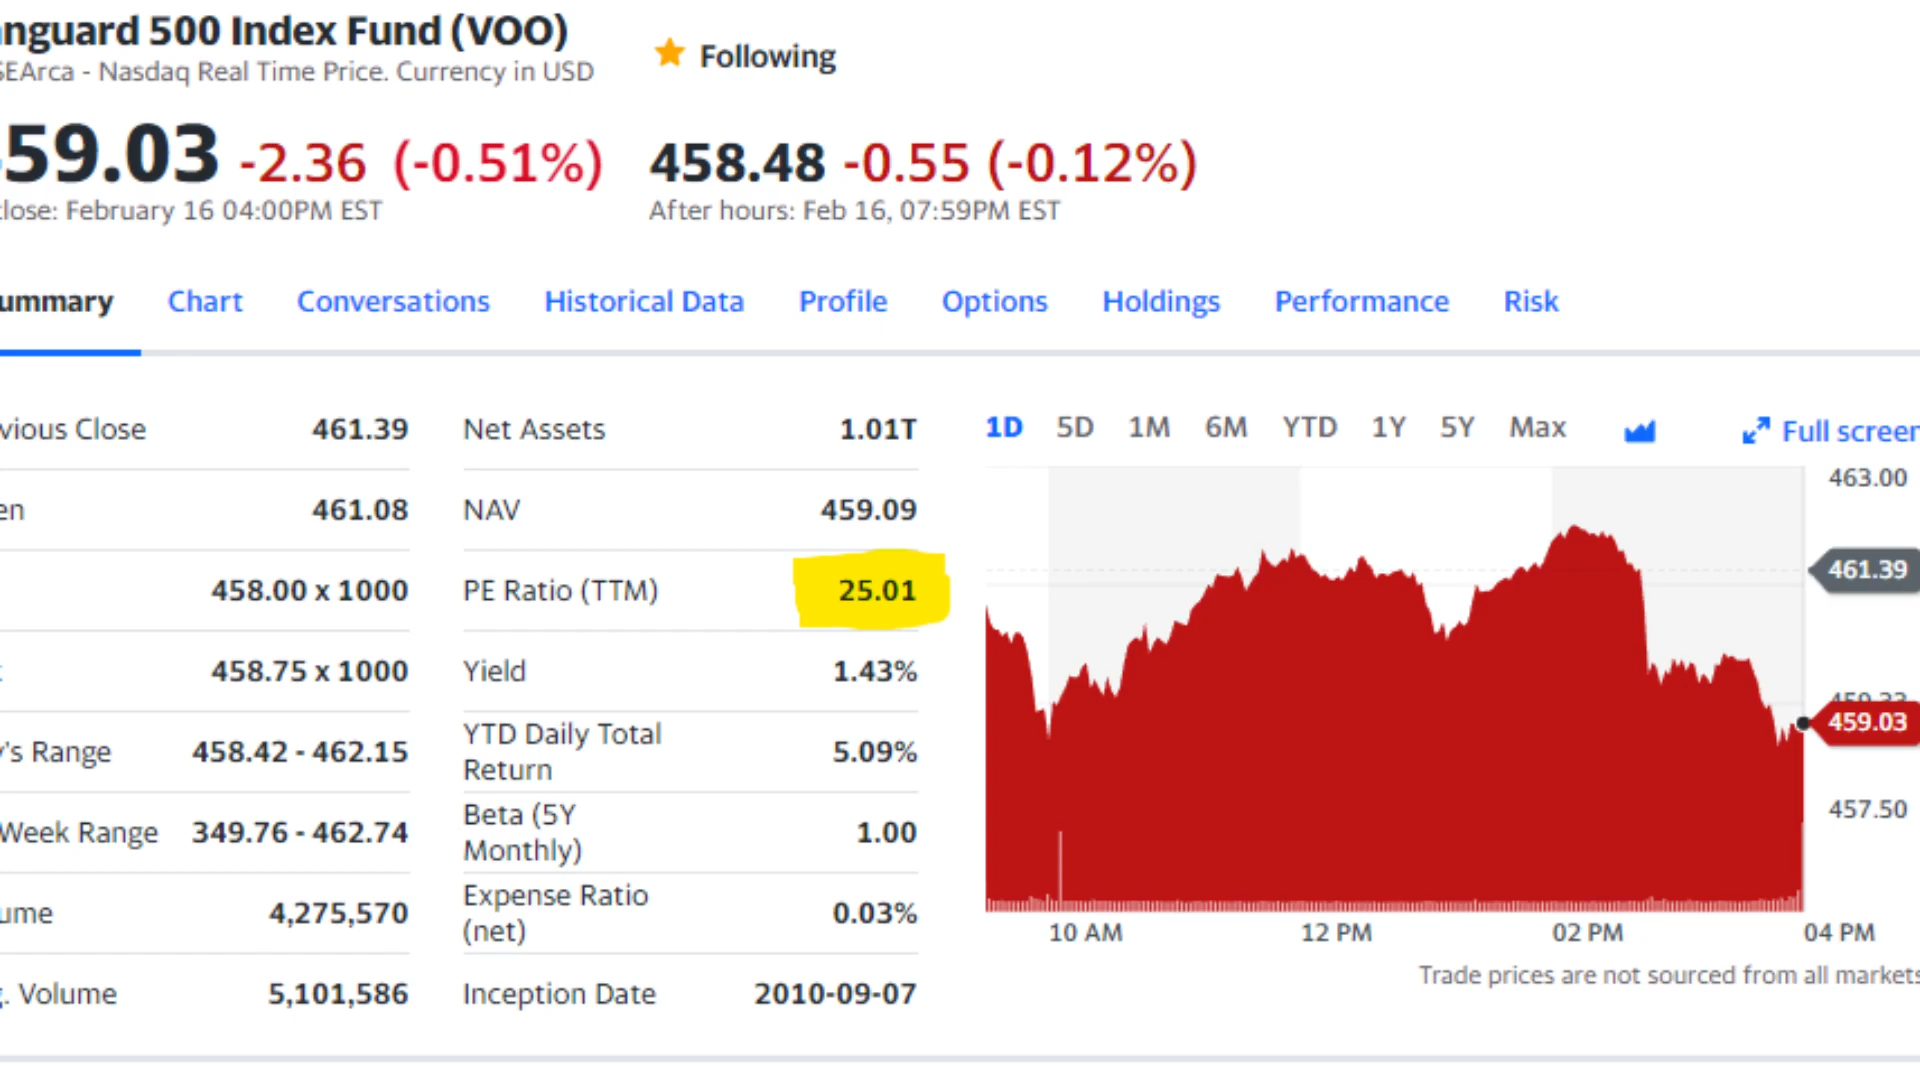 nguard 500 Index Fund (VOO)
SEArca - Nasdaq Real Time Price. Currency in USD
Following
59.03 -2.36 (-0.51%)
close: February 16 04:00PM EST
458.48 -0.55 (-0.12%)
After hours: Feb 16, 07:59PM EST
ummary Chart Conversations Historical Data Profile Options Holdings Performance Risk
vious Close 461.39
en 461.08
458.00 x 1000
458.75 x 1000
y's Range 458.42 - 462.15
Week Range 349.76 - 462.74
ume 4,275,570
g. Volume 5,101,586
Net Assets 1.01T
NAV 459.09
PE Ratio (TTM) 25.01
Yield 1.43%
YTD Daily Total
Return 5.09%
Beta (5Y
Monthly) 1.00
Expense Ratio
(net) 0.03%
Inception Date 2010-09-07
1D 5D 1M 6M YTD 1Y 5Y Max Full screen
463.00
461.39
459.03
457.50
10 AM 12 PM 02 PM 04 PM
Trade prices are not sourced from all markets